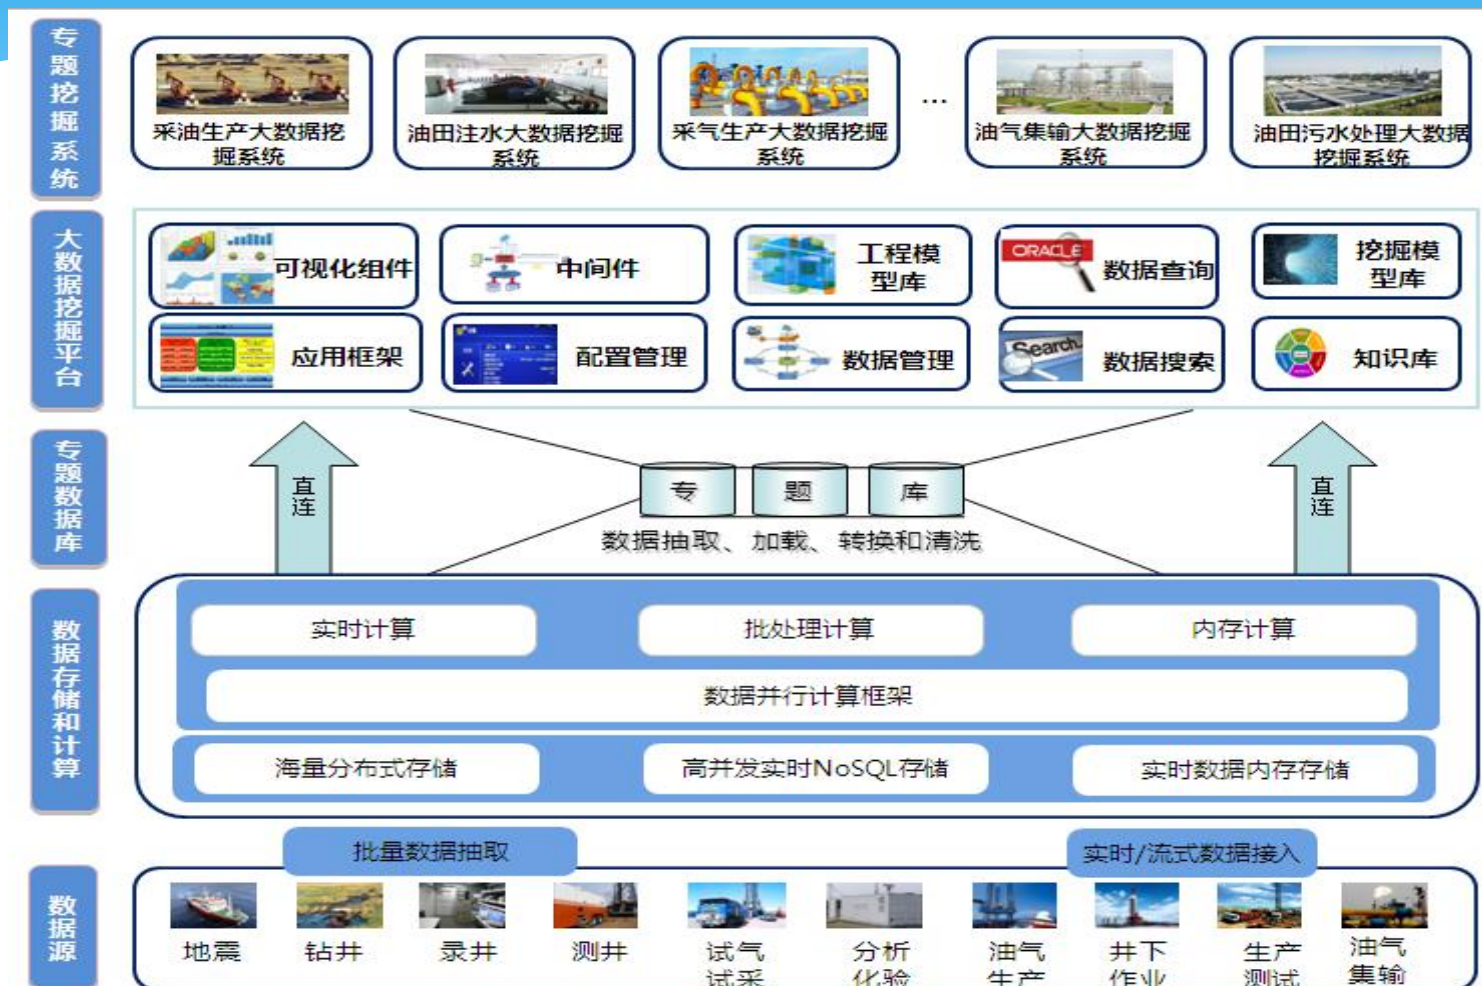 专题挖掘系统
采油生产大数据挖
掘系统
油田注水大数据挖掘
系统
采气生产大数据挖掘
系统
...
油气集输大数据挖掘
系统
油田污水处理大数据
挖掘系统
大数据挖掘平台
可视化组件
中间件
工程模
型库
ORACLE
数据查询
挖掘模
型库
应用框架
配置管理
数据管理
Search..
数据搜索
知识库
专题数据库
直连
专 题 库
数据抽取、加载、转换和清洗
直连
数据存储和计算
实时计算
批处理计算
内存计算
数据并行计算框架
海量分布式存储
高并发实时NoSQL存储
实时数据内存存储
批量数据抽取
实时/流式数据接入
数据源
地震
钻井
录井
测井
试气
试采
分析
化验
油气
生产
井下
作业
生产
测试
油气
集输